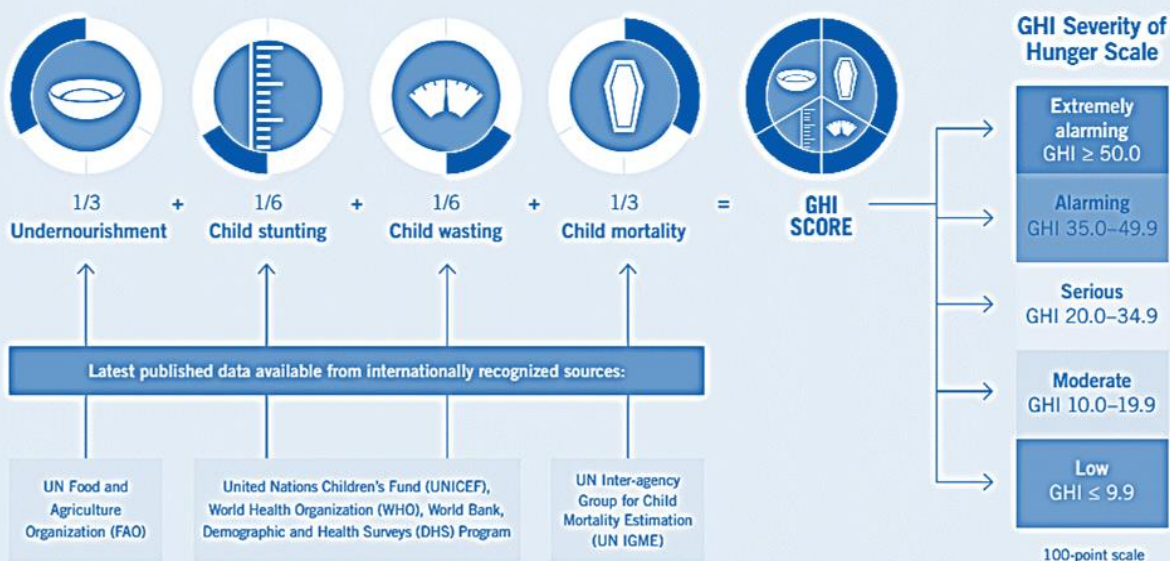 1/3
Undernourishment
+
1/6
Child stunting
+
1/6
Child wasting
+
1/3
Child mortality
=
GHI
SCORE
GHI Severity of
Hunger Scale
Extremely
alarming
GHI ≥ 50.0
Alarming
GHI 35.0–49.9
Serious
GHI 20.0–34.9
Moderate
GHI 10.0–19.9
Low
GHI ≤ 9.9
100-point scale
Latest published data available from internationally recognized sources:
UN Food and
Agriculture
Organization (FAO)
United Nations Children’s Fund (UNICEF),
World Health Organization (WHO), World Bank,
Demographic and Health Surveys (DHS) Program
UN Inter-agency
Group for Child
Mortality Estimation
(UN IGME)